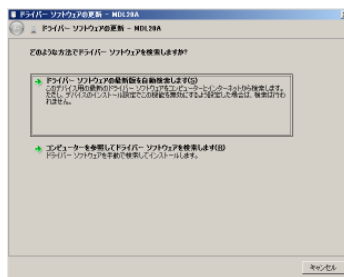 ドライバー ソフトウェアの更新 - MDL20A
ドライバー ソフトウェアの更新 - MDL20A
どのような方法でドライバー ソフトウェアを検索しますか?
ドライバー ソフトウェアの最新版を自動検索します(S)
このデバイス用の最新のドライバー ソフトウェアをコンピューターとインターネットから検索します。
ただし、デバイスのインストール設定でこの機能を無効にするよう設定した場合は、検索は行わ
れません。
コンピューターを参照してドライバー ソフトウェアを検索します(R)
ドライバー ソフトウェアを手動で検索してインストールします。
キャンセル